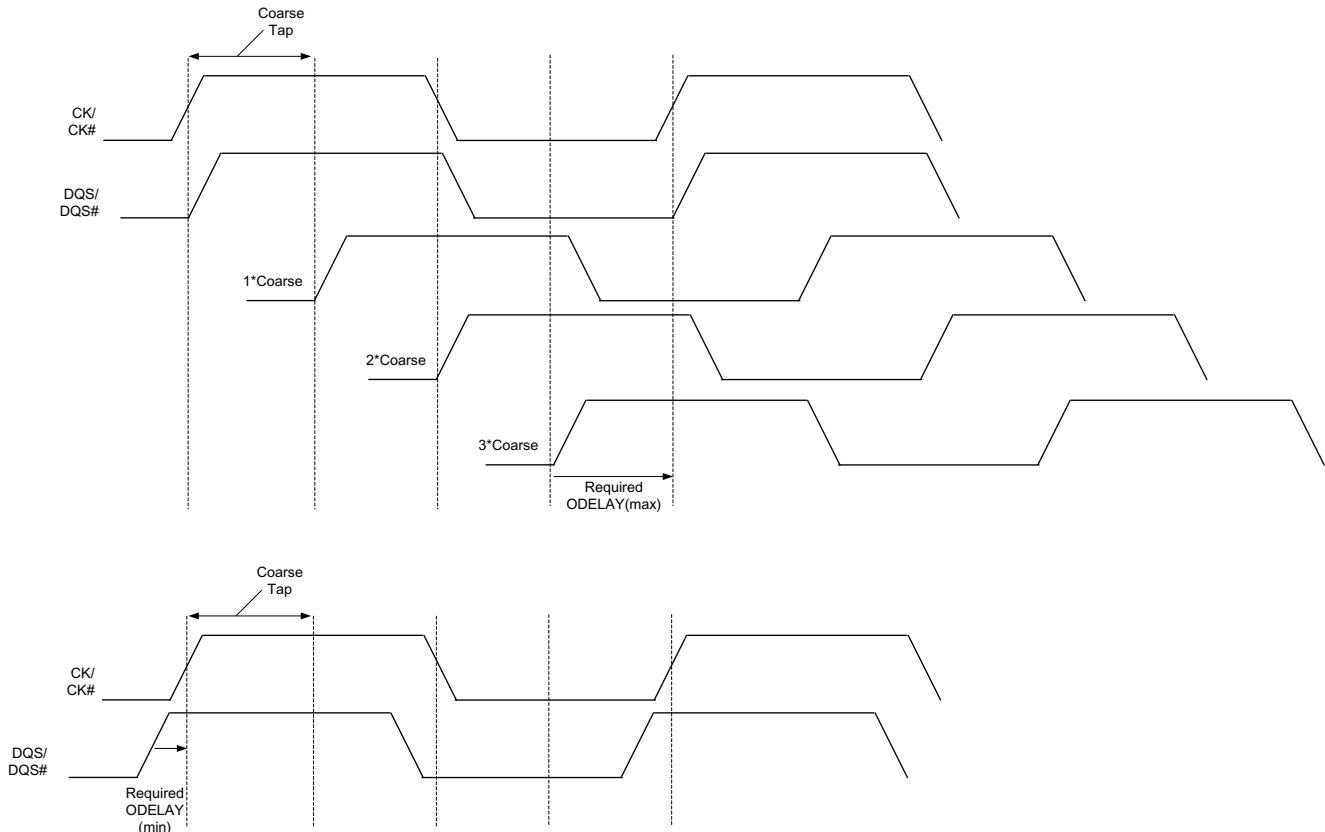 Coarse
Tap
CK/
CK#
DQS/
DQS#
1*Coarse
2*Coarse
3*Coarse
Required
ODELAY(max)
Coarse
Tap
CK/
CK#
DQS/
DQS#
Required
ODELAY
(min)